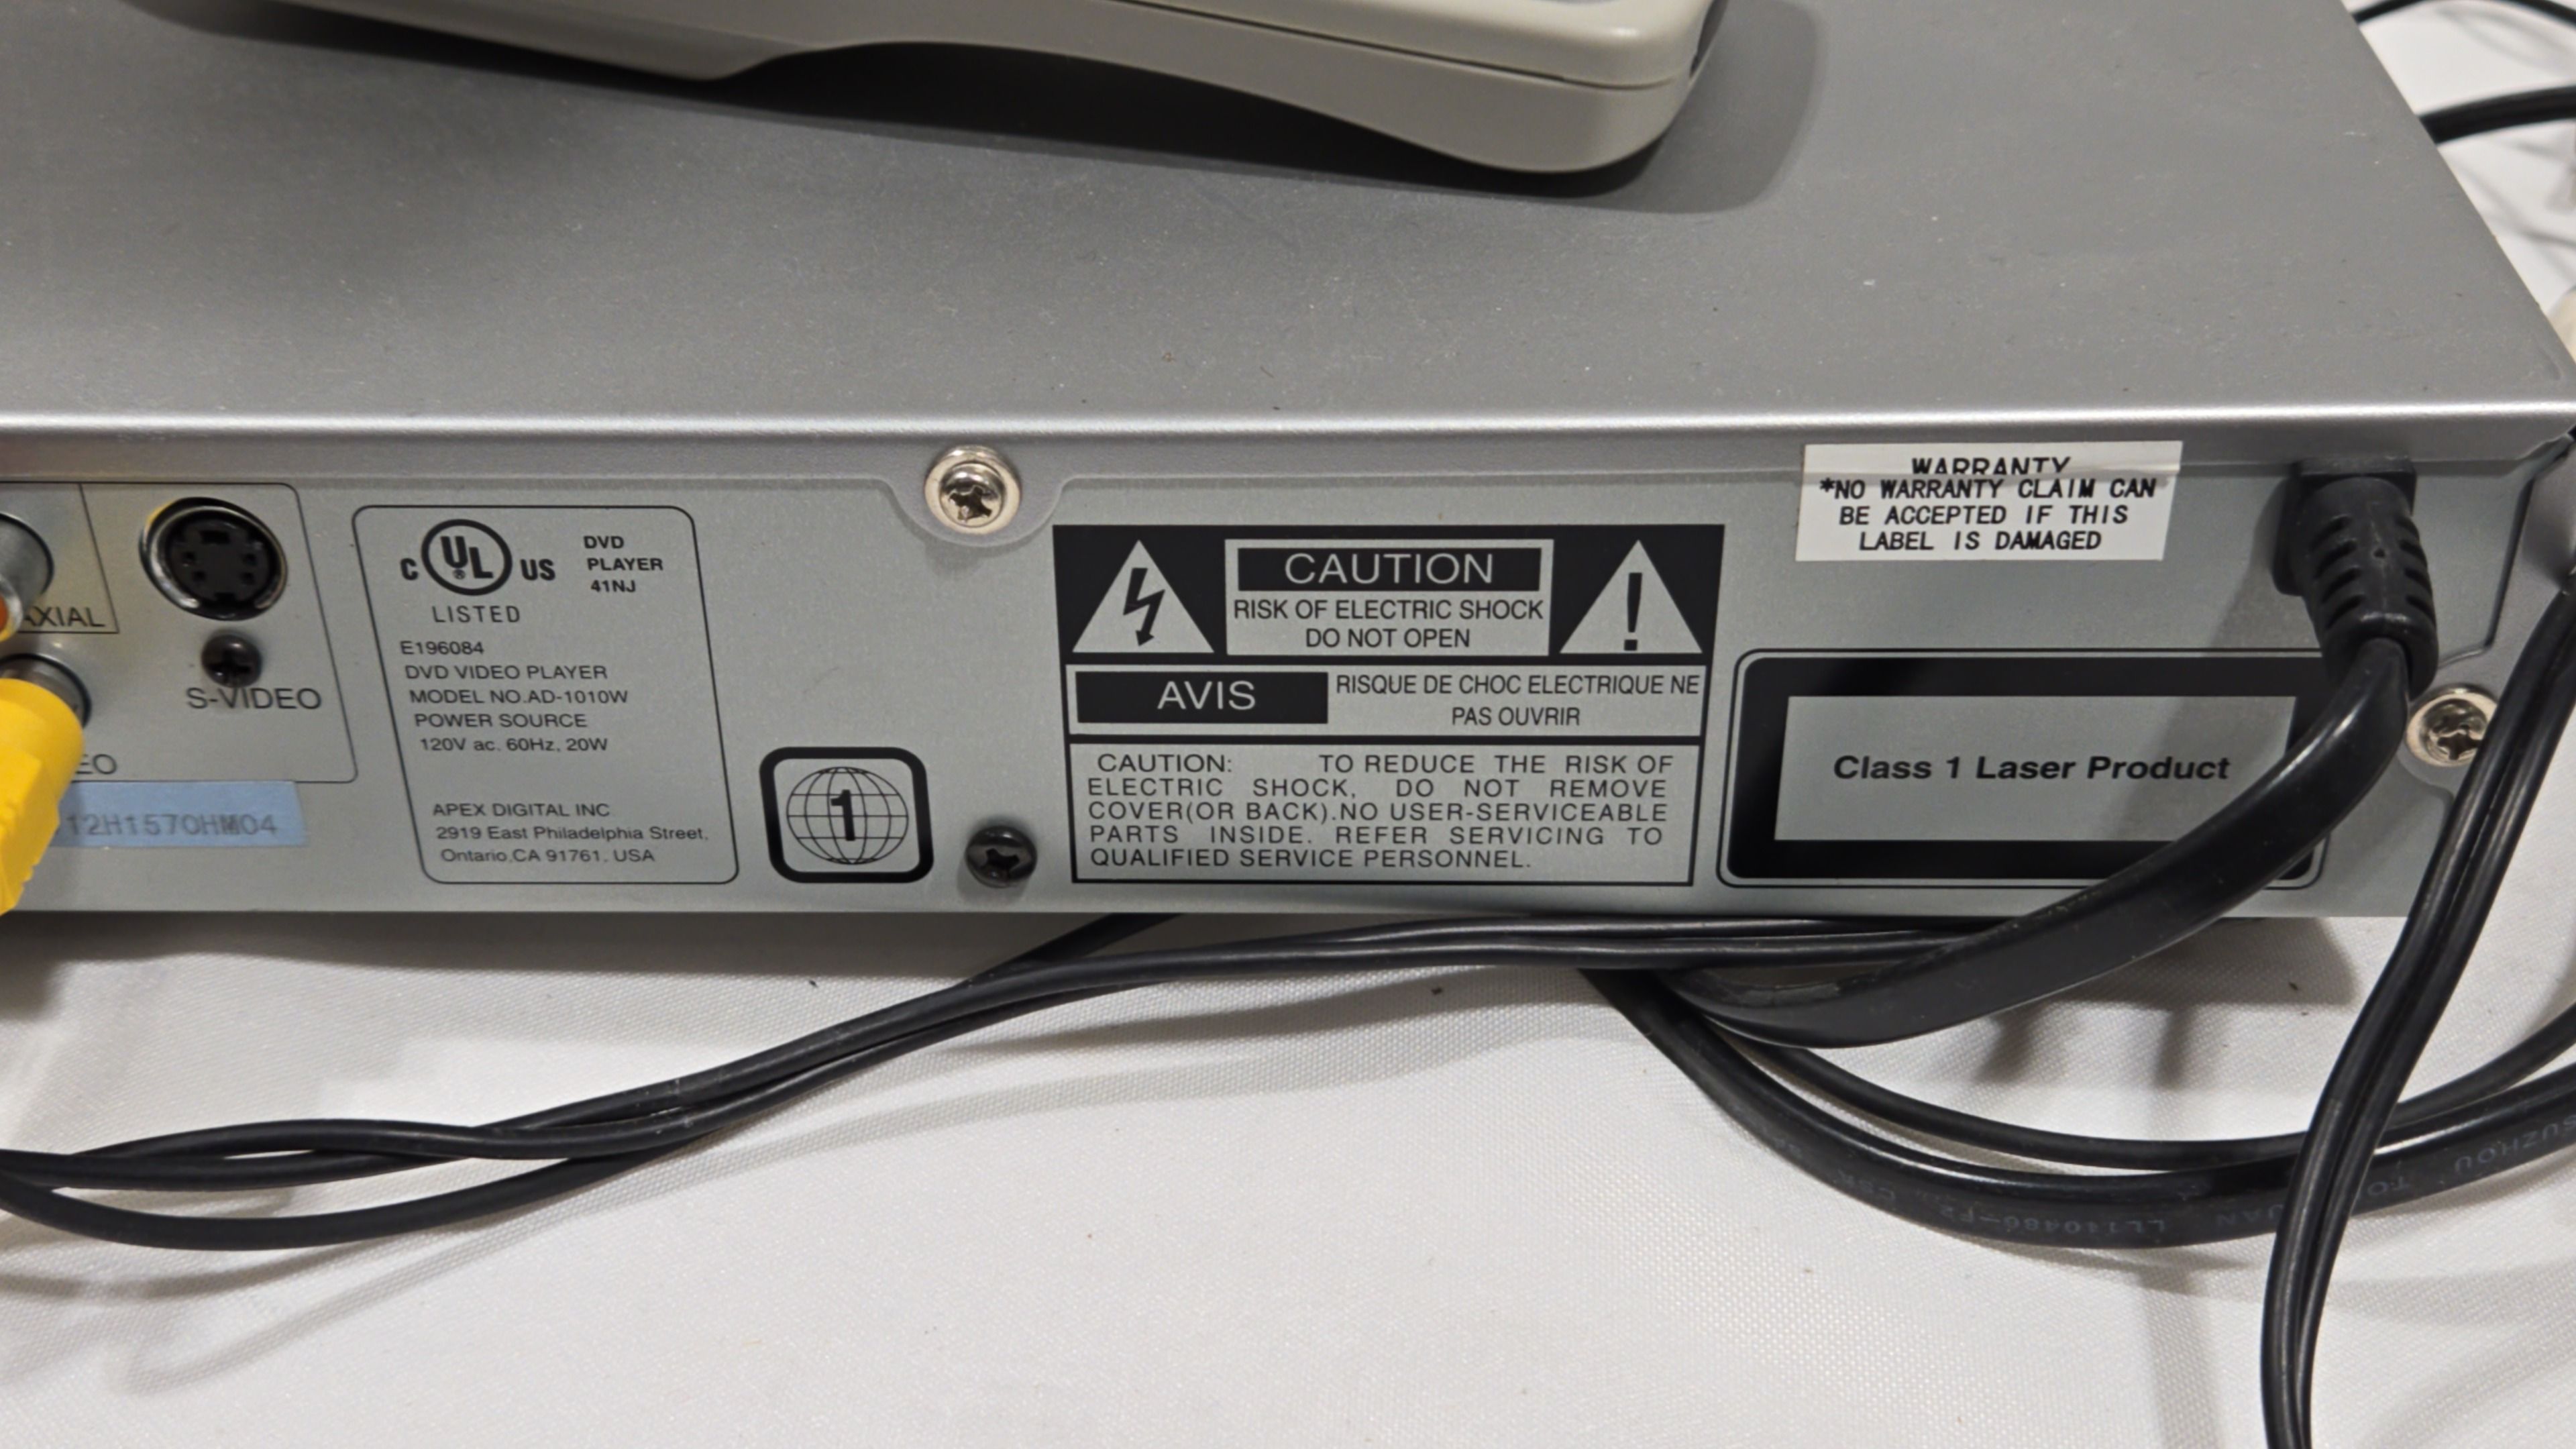 WARRANTY
*NO WARRANTY CLAIM CAN
BE ACCEPTED IF THIS
LABEL IS DAMAGED
C UL US
®
LISTED
DVD
PLAYER
41NJ
E196084
DVD VIDEO PLAYER
MODEL NO.AD-1010W
POWER SOURCE
120V ac. 60Hz, 20W
APEX DIGITAL INC
2919 East Philadelphia Street,
Ontario,CA 91761, USA
AXIAL
S-VIDEO
EO
12H1570HM04
1
CAUTION
RISK OF ELECTRIC SHOCK
DO NOT OPEN
!
AVIS
RISQUE DE CHOC ELECTRIQUE NE
PAS OUVRIR
CAUTION: TO REDUCE THE RISK OF
ELECTRIC SHOCK, DO NOT REMOVE
COVER(OR BACK).NO USER-SERVICEABLE
PARTS INSIDE. REFER SERVICING TO
QUALIFIED SERVICE PERSONNEL.
Class 1 Laser Product